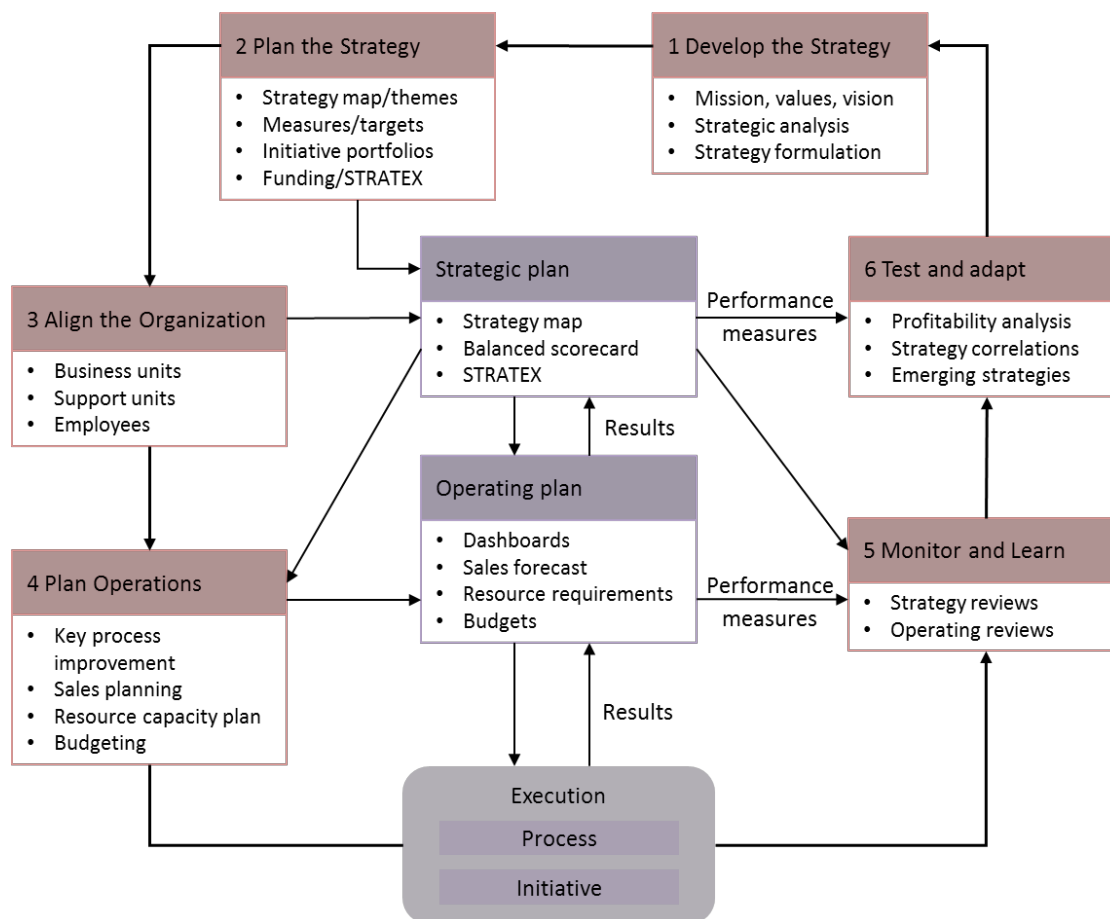 2 Plan the Strategy
• Strategy map/themes
• Measures/targets
• Initiative portfolios
• Funding/STRATEX
1 Develop the Strategy
• Mission, values, vision
• Strategic analysis
• Strategy formulation
3 Align the Organization
• Business units
• Support units
• Employees
Strategic plan
• Strategy map
• Balanced scorecard
• STRATEX
Performance
measures
6 Test and adapt
• Profitability analysis
• Strategy correlations
• Emerging strategies
Results
4 Plan Operations
• Key process
improvement
• Sales planning
• Resource capacity plan
• Budgeting
Operating plan
• Dashboards
• Sales forecast
• Resource requirements
• Budgets
Performance
measures
5 Monitor and Learn
• Strategy reviews
• Operating reviews
Results
Execution
Process
Initiative